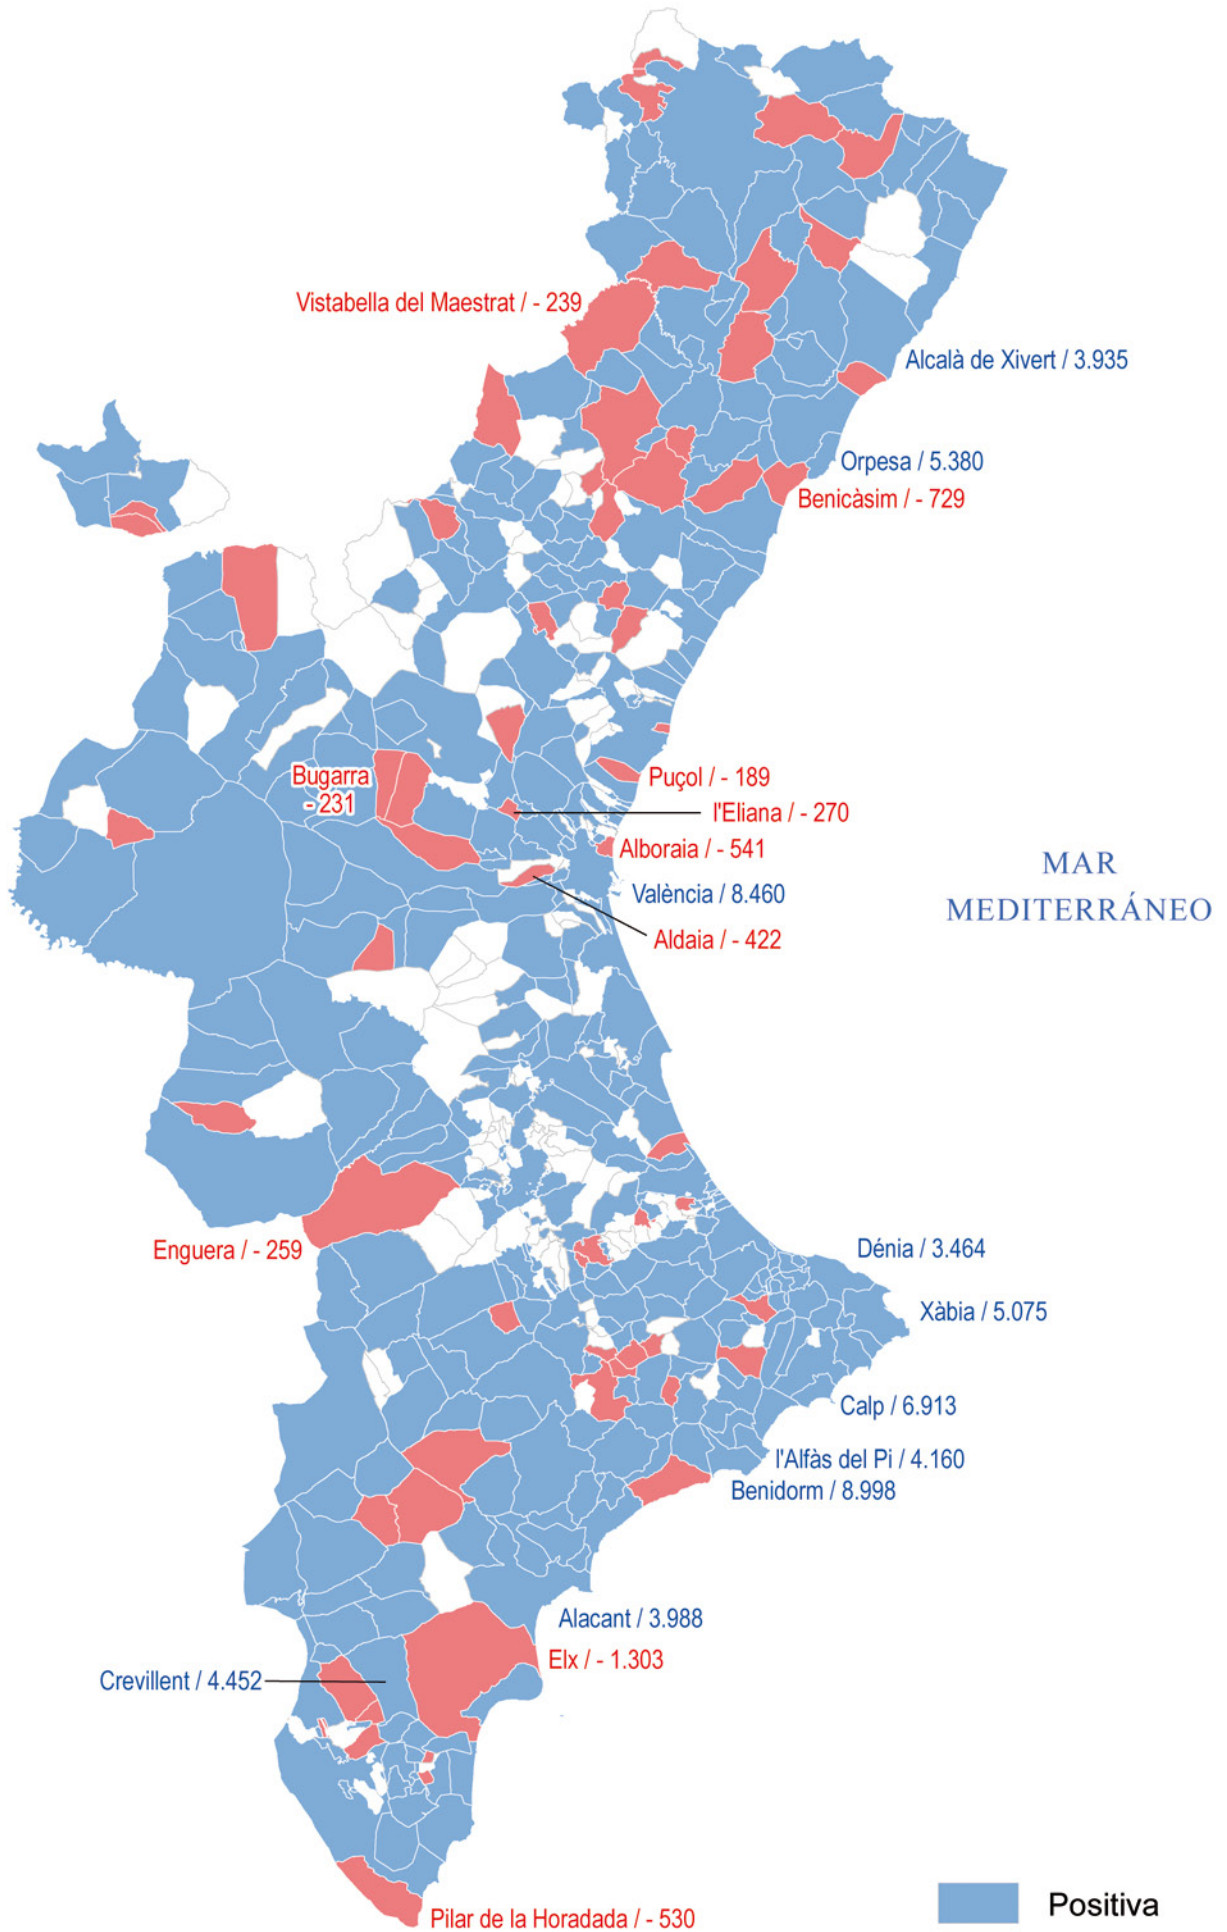 Vistabella del Maestrat / - 239
Alcalà de Xivert / 3.935
Orpesa / 5.380
Benicàsim / - 729
Bugarra
- 231
Puçol / - 189
l'Eliana / - 270
Alboraia / - 541
València / 8.460
Aldaia / - 422
MAR
MEDITERRÁNEO
Enguera / - 259
Dénia / 3.464
Xàbia / 5.075
Calp / 6.913
l'Alfàs del Pi / 4.160
Benidorm / 8.998
Alacant / 3.988
Elx / - 1.303
Crevillent / 4.452
Pilar de la Horadada / - 530
Positiva